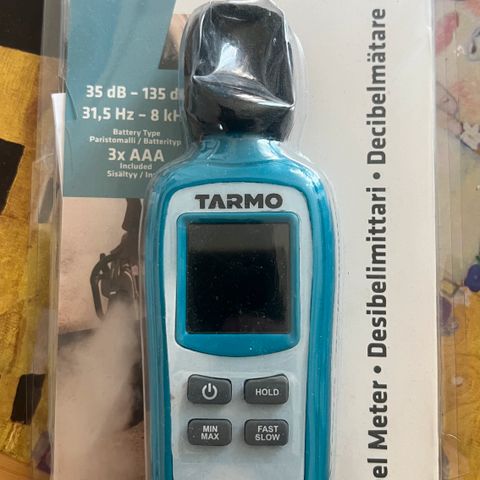 35 dB – 135 d
31,5 Hz – 8 kH
Battery Type
Paristomalli / Batterityp
3x AAA
Included
Sisältyy / In
TARMO
HOLD
MIN MAX
FAST SLOW
el Meter • Desibelimittari • Decibelmätare